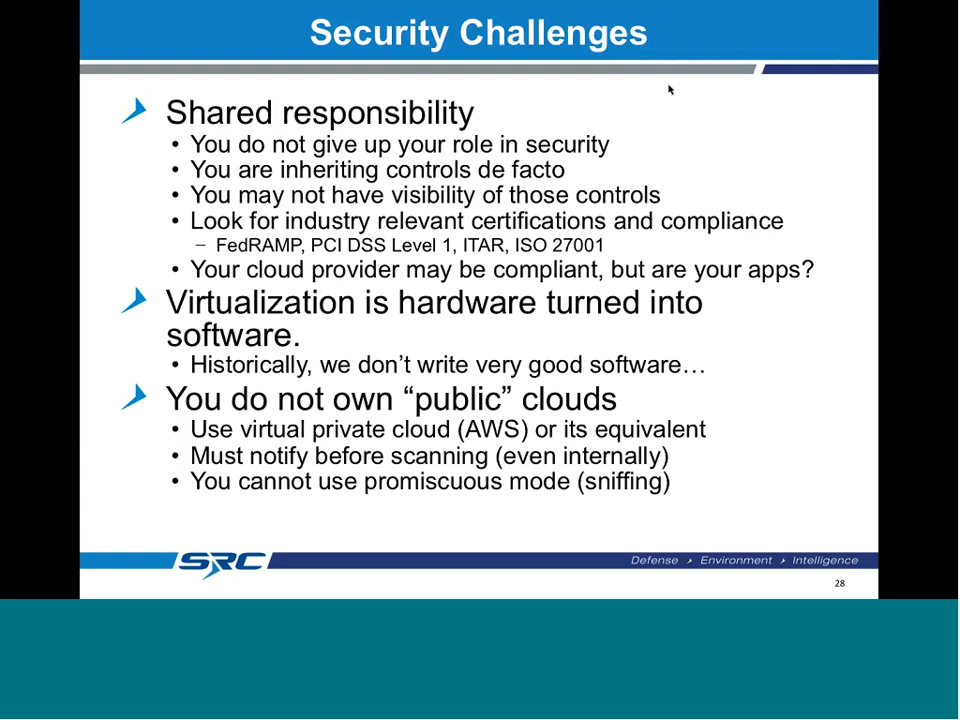 Security Challenges
Shared responsibility
• You do not give up your role in security
• You are inheriting controls de facto
• You may not have visibility of those controls
• Look for industry relevant certifications and compliance
– FedRAMP, PCI DSS Level 1, ITAR, ISO 27001
• Your cloud provider may be compliant, but are your apps?
Virtualization is hardware turned into
software.
• Historically, we don’t write very good software…
You do not own “public” clouds
• Use virtual private cloud (AWS) or its equivalent
• Must notify before scanning (even internally)
• You cannot use promiscuous mode (sniffing)
SRC
Defense Environment Intelligence
28